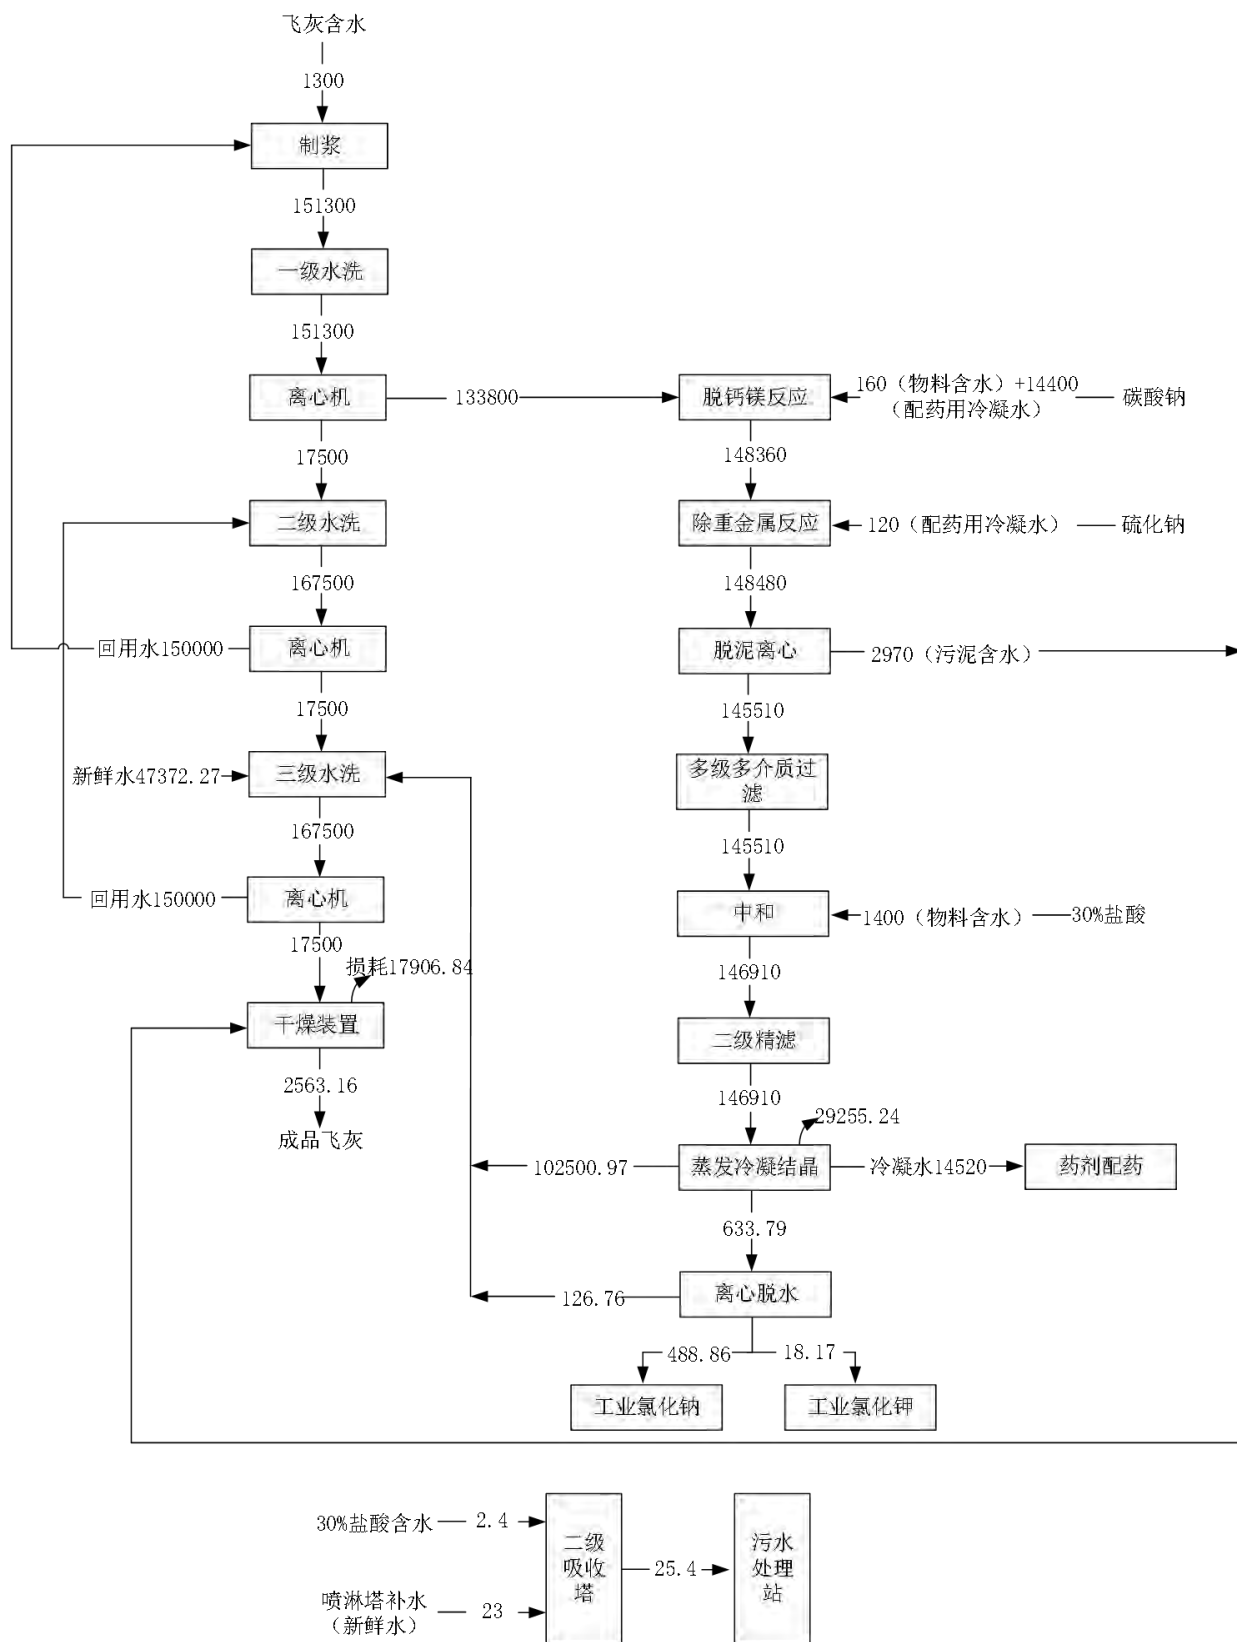 飞灰含水
1300
制浆
151300
一级水洗
151300
离心机
133800
脱钙镁反应
160（物料含水）+14400
（配药用冷凝水）
碳酸钠
17500
148360
二级水洗
除重金属反应
120（配药用冷凝水）
硫化钠
167500
148480
回用水150000
离心机
脱泥离心
2970（污泥含水）
17500
145510
新鲜水47372.27
三级水洗
多级多介质过
滤
167500
145510
回用水150000
离心机
中和
1400（物料含水）
30%盐酸
17500
损耗17906.84
146910
干燥装置
二级精滤
2563.16
146910
29255.24
成品飞灰
102500.97
蒸发冷凝结晶
冷凝水14520
药剂配药
633.79
126.76
离心脱水
488.86
18.17
工业氯化钠
工业氯化钾
30%盐酸含水
2.4
二级
吸收
塔
25.4
污水
处理
站
喷淋塔补水
（新鲜水）
23